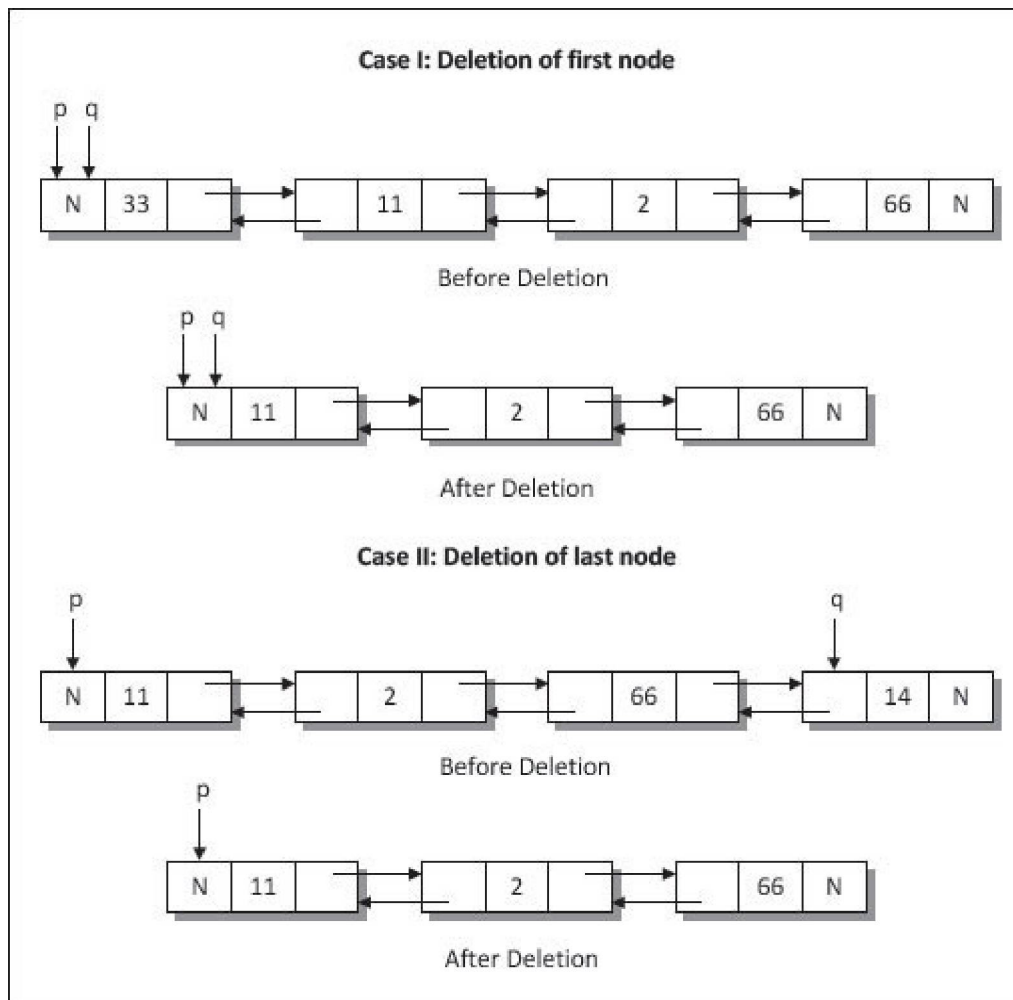 Case I: Deletion of first node
p q
N 33 11 2 66 N
Before Deletion
p q
N 11 2 66 N
After Deletion
Case II: Deletion of last node
p q
N 11 2 66 14 N
Before Deletion
p
N 11 2 66 N
After Deletion